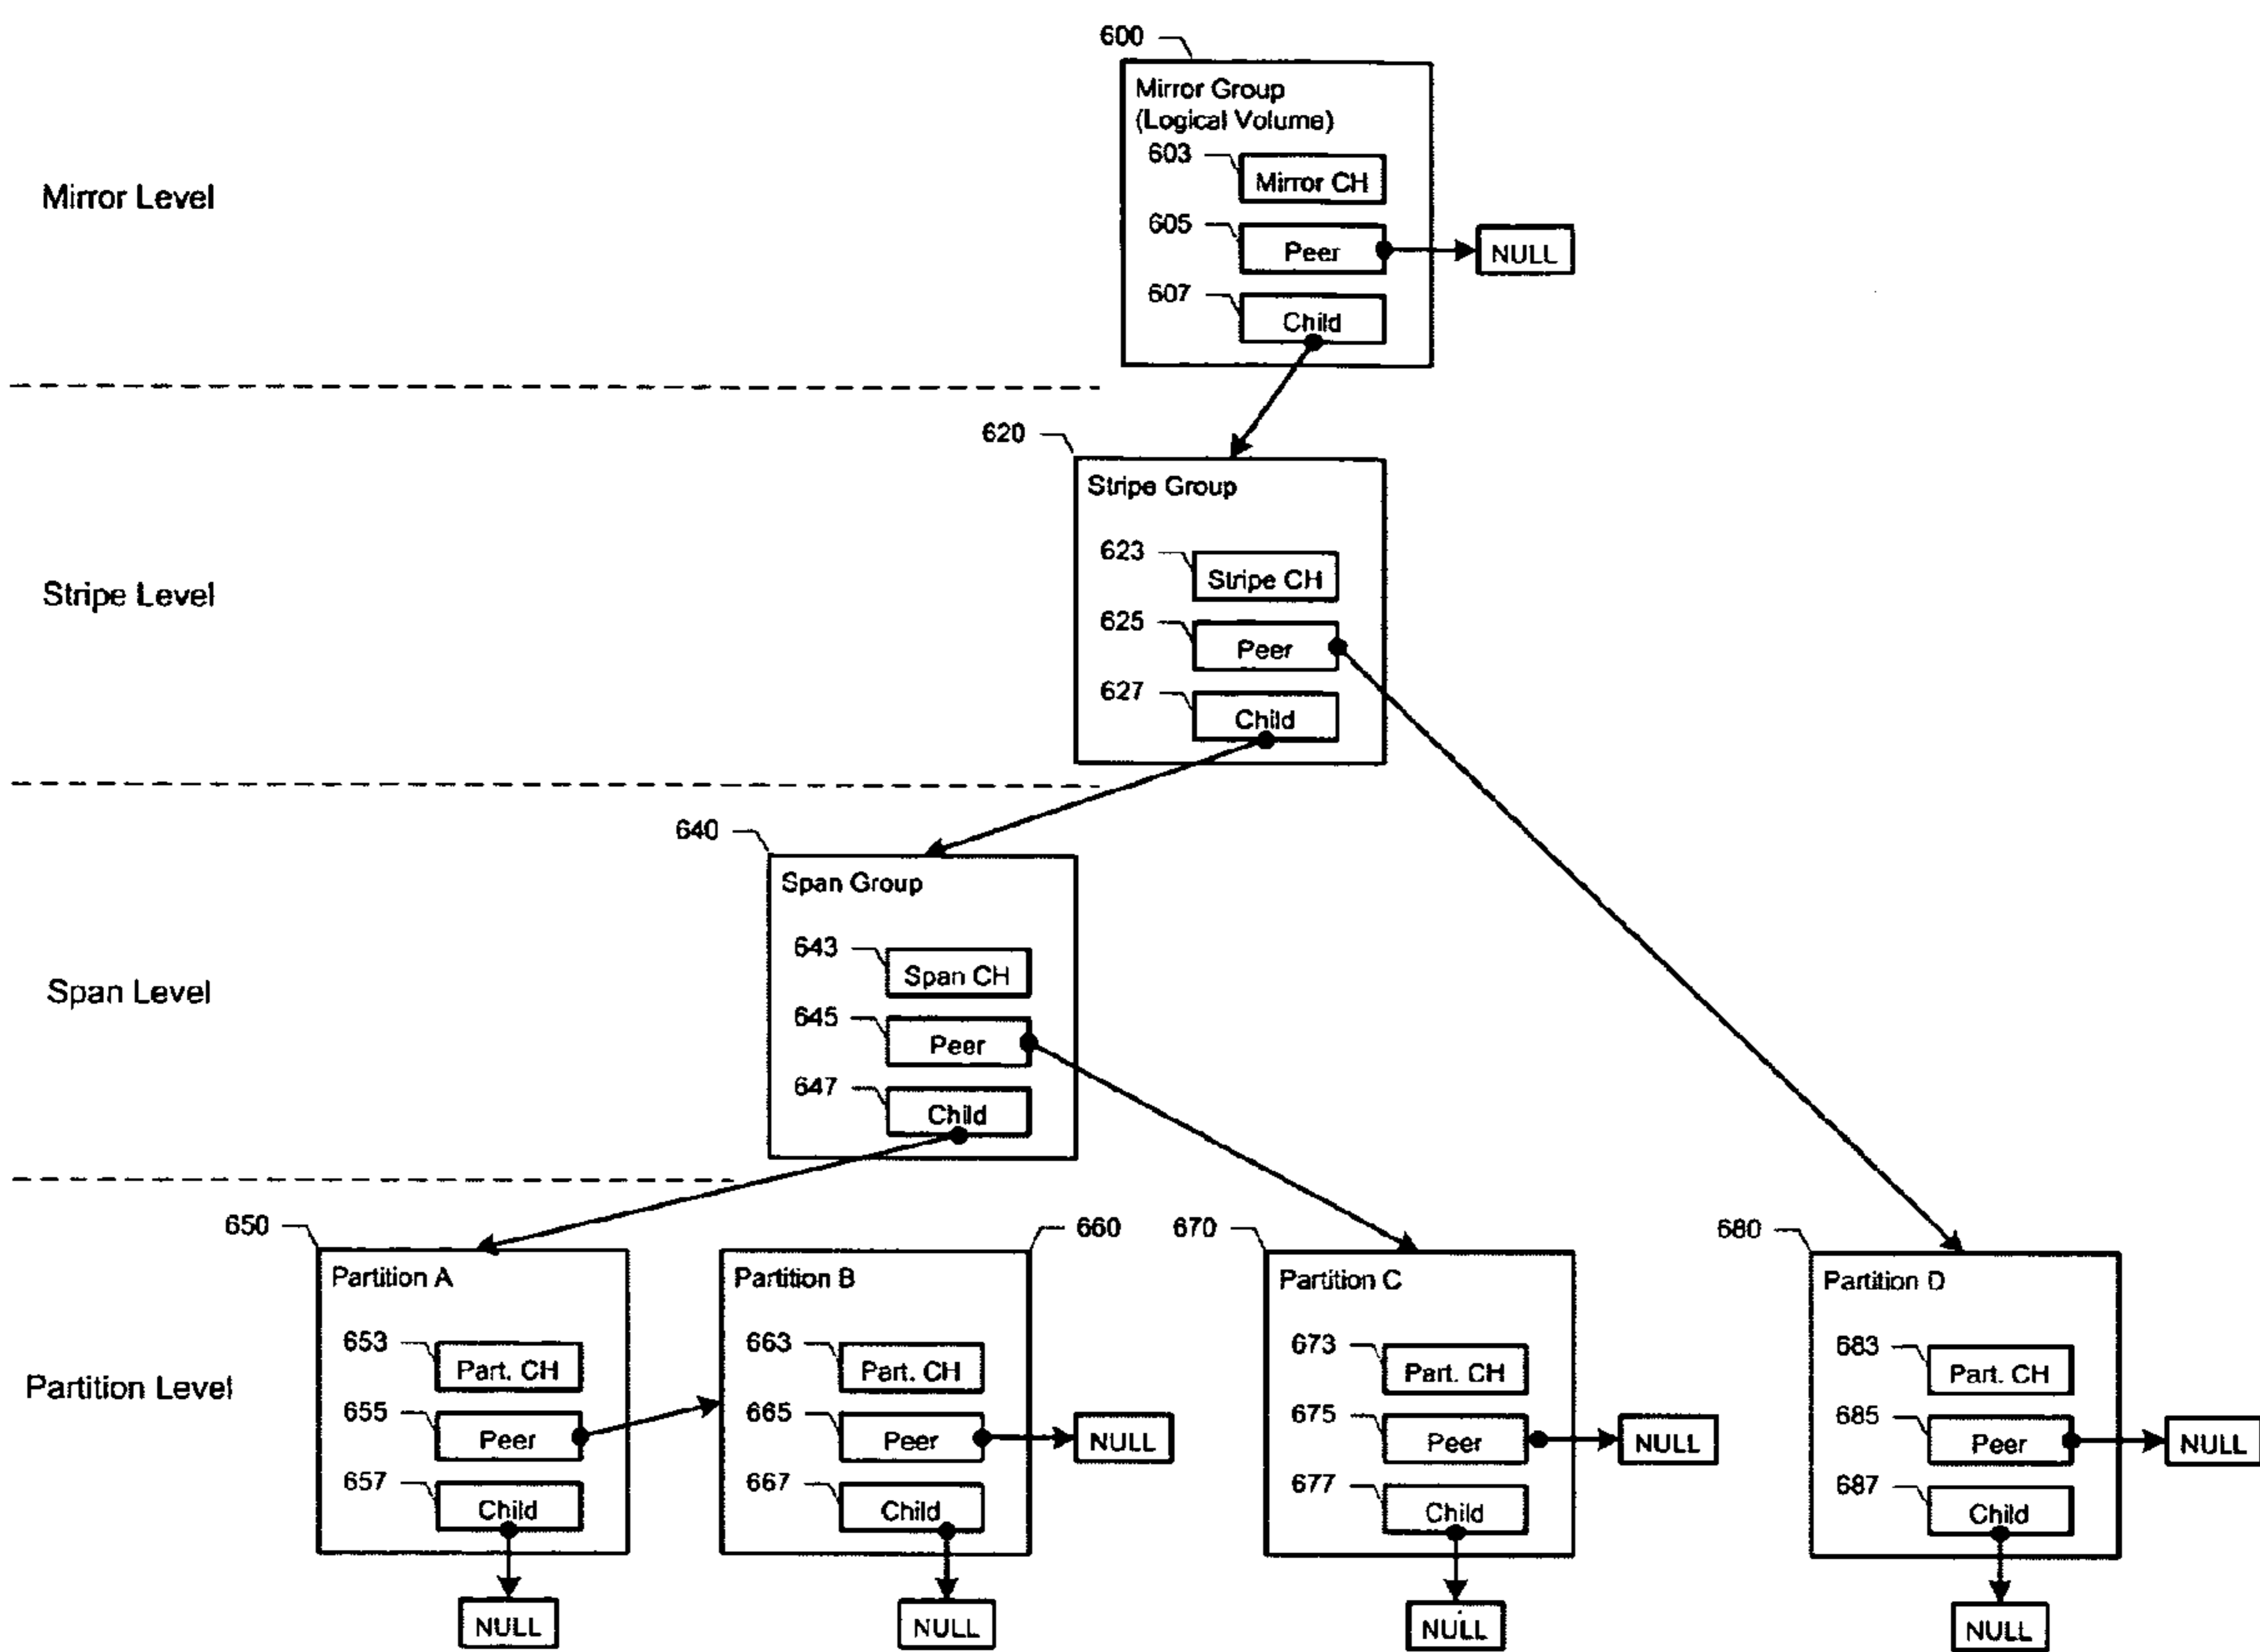 600
Mirror Group
(Logical Volume)
603
Mirror CH
Mirror Level
605
Peer
NULL
607
Child
620
Stripe Group
623
Stripe CH
Stripe Level
625
Peer
627
Child
640
Span Group
643
Span CH
Span Level
645
Peer
647
Child
650
660
670
680
Partition A
Partition B
Partition C
Partition D
653
Part. CH
663
Part. CH
673
Part. CH
683
Part. CH
Partition Level
655
Peer
665
Peer
NULL
675
Peer
NULL
685
Peer
NULL
657
Child
667
Child
677
Child
687
Child
NULL
NULL
NULL
NULL